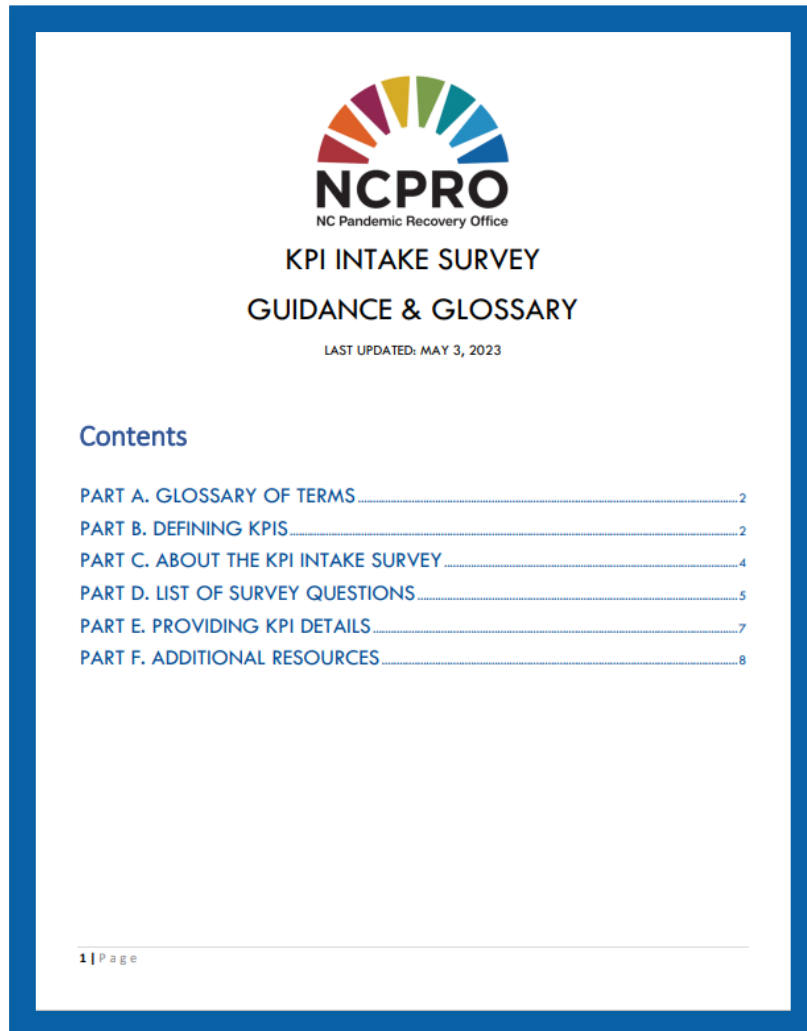 NCPRO
NC Pandemic Recovery Office
KPI INTAKE SURVEY
GUIDANCE & GLOSSARY
LAST UPDATED: MAY 3, 2023
Contents
PART A. GLOSSARY OF TERMS 2
PART B. DEFINING KPIS 2
PART C. ABOUT THE KPI INTAKE SURVEY 4
PART D. LIST OF SURVEY QUESTIONS 5
PART E. PROVIDING KPI DETAILS 7
PART F. ADDITIONAL RESOURCES 8
1 | Page